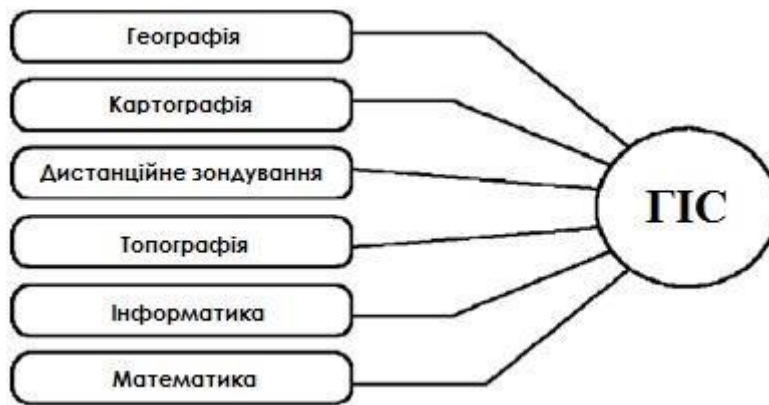 Географія
Картографія
Дистанційне зондування
Топографія
Інформатика
Математика
ГІС